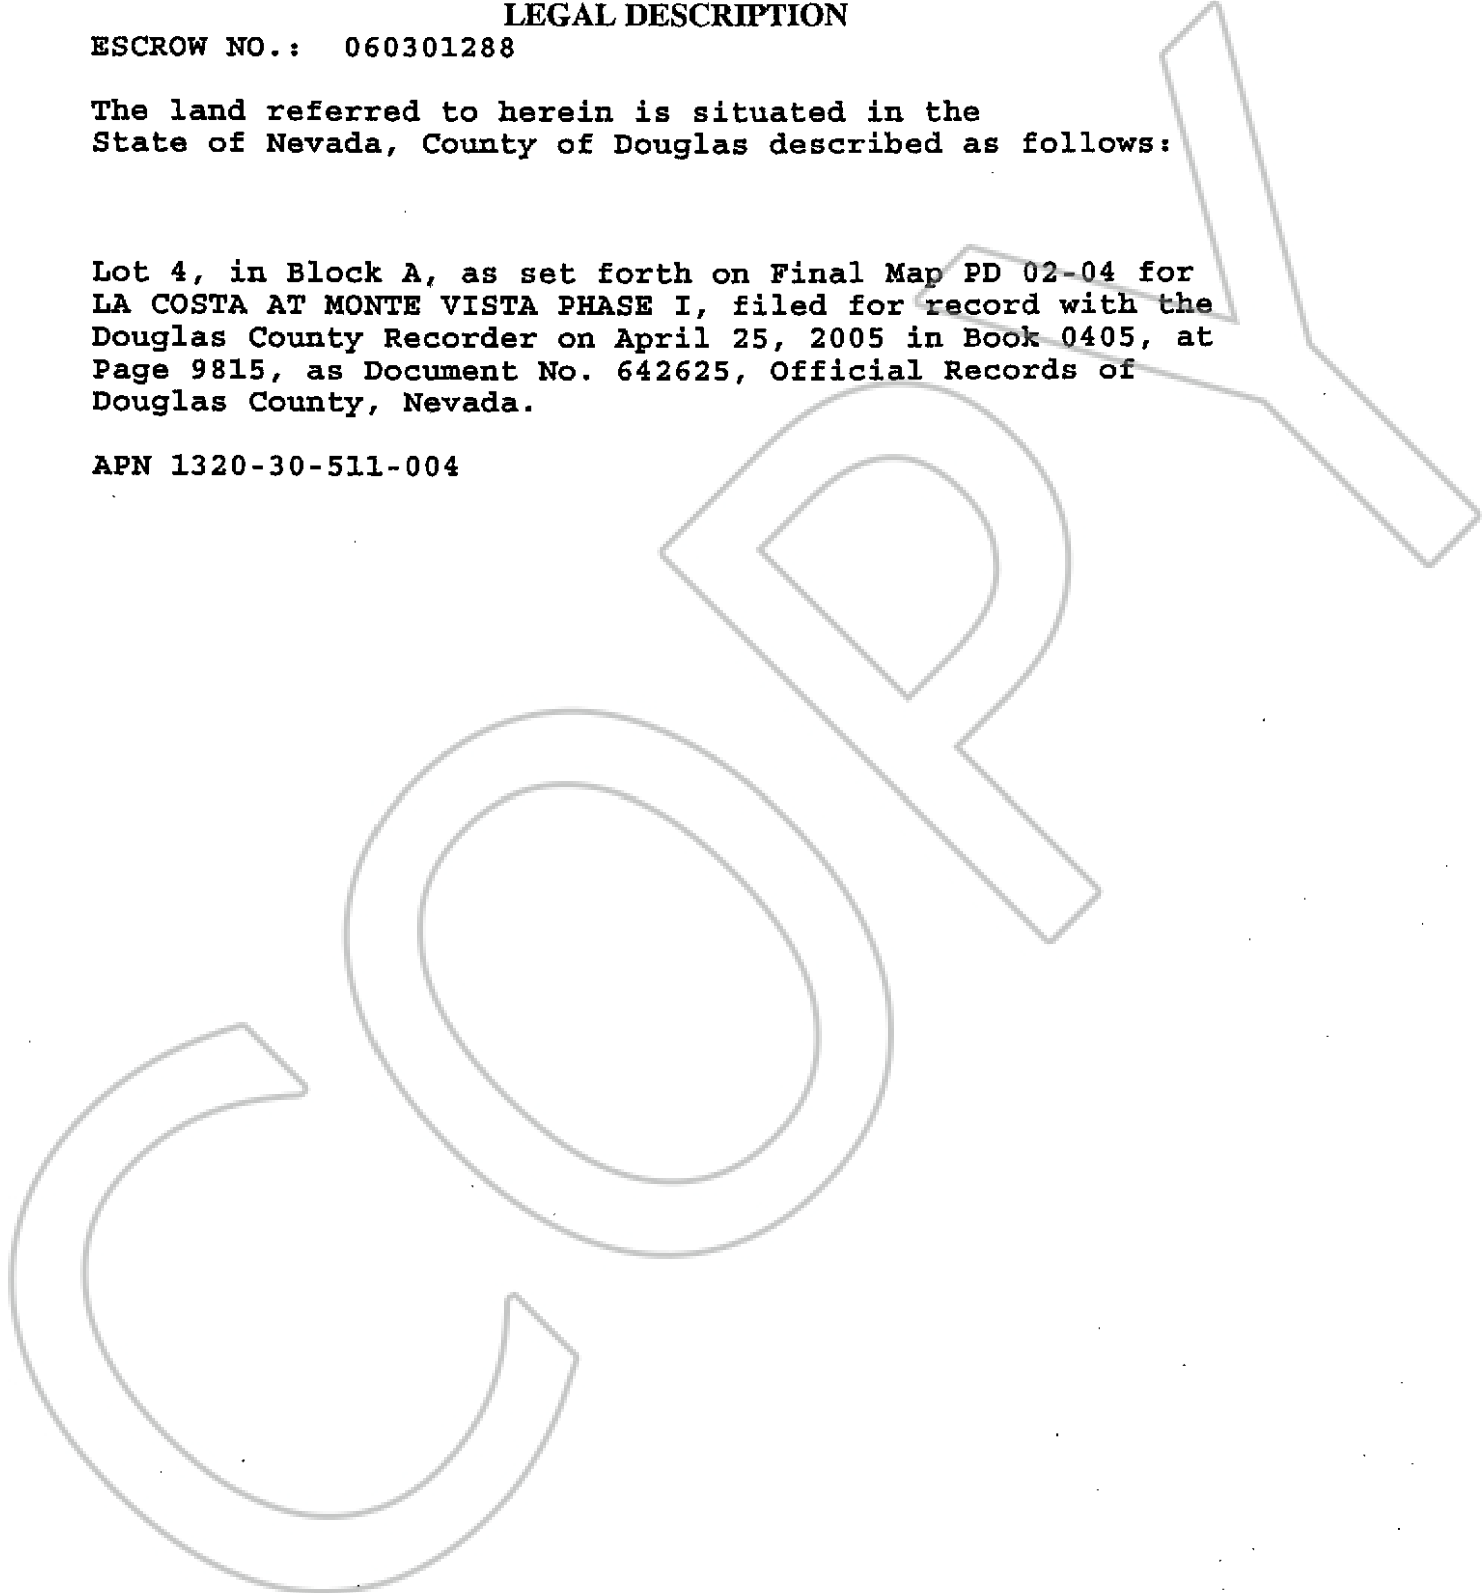 LEGAL DESCRIPTION
ESCROW NO.: 060301288
The land referred to herein is situated in the
State of Nevada, County of Douglas described as follows:
Lot 4, in Block A, as set forth on Final Map PD 02-04 for
LA COSTA AT MONTE VISTA PHASE I, filed for record with the
Douglas County Recorder on April 25, 2005 in Book 0405, at
Page 9815, as Document No. 642625, Official Records of
Douglas County, Nevada.
APN 1320-30-511-004
COPY